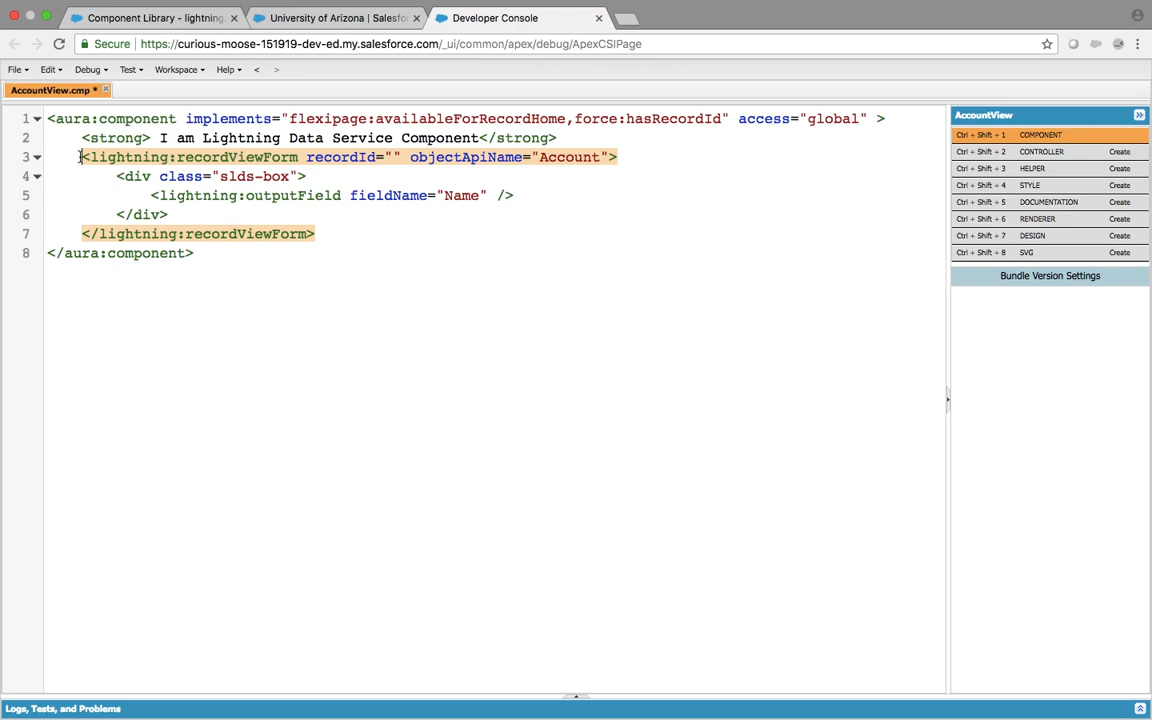 Component Library - lightning:
University of Arizona | Salesfo
Developer Console
Secure
https://curious-moose-151919-dev-ed.my.salesforce.com/_ui/common/apex/debug/ApexCSIPage
File Edit Debug Test Workspace Help < >
AccountView.cmp *
1 <aura:component implements="flexipage:availableForRecordHome,force:hasRecordId" access="global" >
2 <strong> I am Lightning Data Service Component</strong>
3 <lightning:recordViewForm recordId="" objectApiName="Account">
4 <div class="slds-box">
5 <lightning:outputField fieldName="Name" />
6 </div>
7 </lightning:recordViewForm>
8 </aura:component>
AccountView
Ctrl + Shift + 1 COMPONENT
Ctrl + Shift + 2 CONTROLLER Create
Ctrl + Shift + 3 HELPER Create
Ctrl + Shift + 4 STYLE Create
Ctrl + Shift + 5 DOCUMENTATION Create
Ctrl + Shift + 6 RENDERER Create
Ctrl + Shift + 7 DESIGN Create
Ctrl + Shift + 8 SVG Create
Bundle Version Settings
Logs, Tests, and Problems